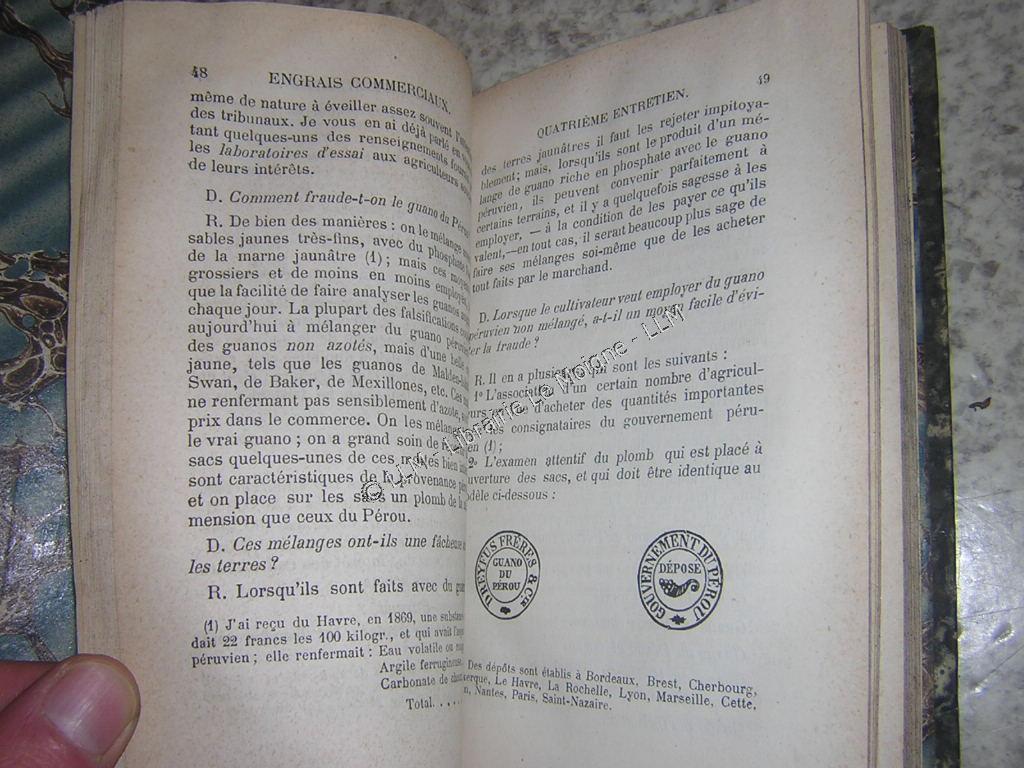 48
ENGRAIS COMMERCIAUX.
même de nature à éveiller assez souvent
des tribunaux. Je vous en ai déjà parlé en
tant quelques-uns des renseignements
les laboratoires d'essai aux agriculteurs
de leurs intérêts.
D. Comment fraude-t-on le guano du Pérou
R. De bien des manières : on le mélange
sables jaunes très-fins, avec du phosphate
de la marne jaunâtre (1) ; mais ces
grossiers et de moins en moins employés
que la facilité de faire analyser les guanos
chaque jour. La plupart des falsifications
aujourd'hui à mélanger du guano
des guanos non azotés, mais d'une belle
jaune, tels que les guanos de Malden
Swan, de Baker, de Mexillones, etc. Ces
ne renfermant pas sensiblement d'azote,
prix dans le commerce. On les mélange
le vrai guano ; on a grand soin de
sacs quelques-unes de ces mottes bien
sont caractéristiques de la provenance
et on place sur les sacs un plomb de la
mension que ceux du Pérou.
D. Ces mélanges ont-ils une fâcheuse
les terres ?
R. Lorsqu'ils sont faits avec du
(1) J'ai reçu du Havre, en 1869, une
dait 22 francs les 100 kilogr., et qui avait
péruvien ; elle renfermait : Eau volatile ou
Argile ferrugineuse
Carbonate de
Total. . . . .
49
QUATRIÈME ENTRETIEN.
des terres jaunâtres il faut les rejeter impitoya-
blement; mais, lorsqu'ils sont le produit d'un mé-
lange de guano riche en phosphate avec le guano
péruvien, ils peuvent convenir parfaitement à
certains terrains, et il y a quelquefois sagesse à les
employer, — à la condition de les payer ce qu'ils
valent,—en tout cas, il serait beaucoup plus sage de
faire ses mélanges soi-même que de les acheter
tout faits par le marchand.
D. Lorsque le cultivateur veut employer du guano
péruvien non mélangé, a-t-il un moyen facile d'évi-
ter la fraude ?
R. Il en a plusieurs qui sont les suivants :
1º L'association d'un certain nombre d'agricul-
d'acheter des quantités importantes
les consignataires du gouvernement péru-
en (1) ;
2º L'examen attentif du plomb qui est placé à
uverture des sacs, et qui doit être identique au
dèle ci-dessous :
DREYFUS FRÈRES & Cie
GUANO
DU
PÉROU
GOUVERNEMENT DU PÉROU
DÉPOSÉ
Des dépôts sont établis à Bordeaux, Brest, Cherbourg,
erque, Le Havre, La Rochelle, Lyon, Marseille, Cette,
n, Nantes, Paris, Saint-Nazaire.
© LLM - Librairie Le Moigne - LLM